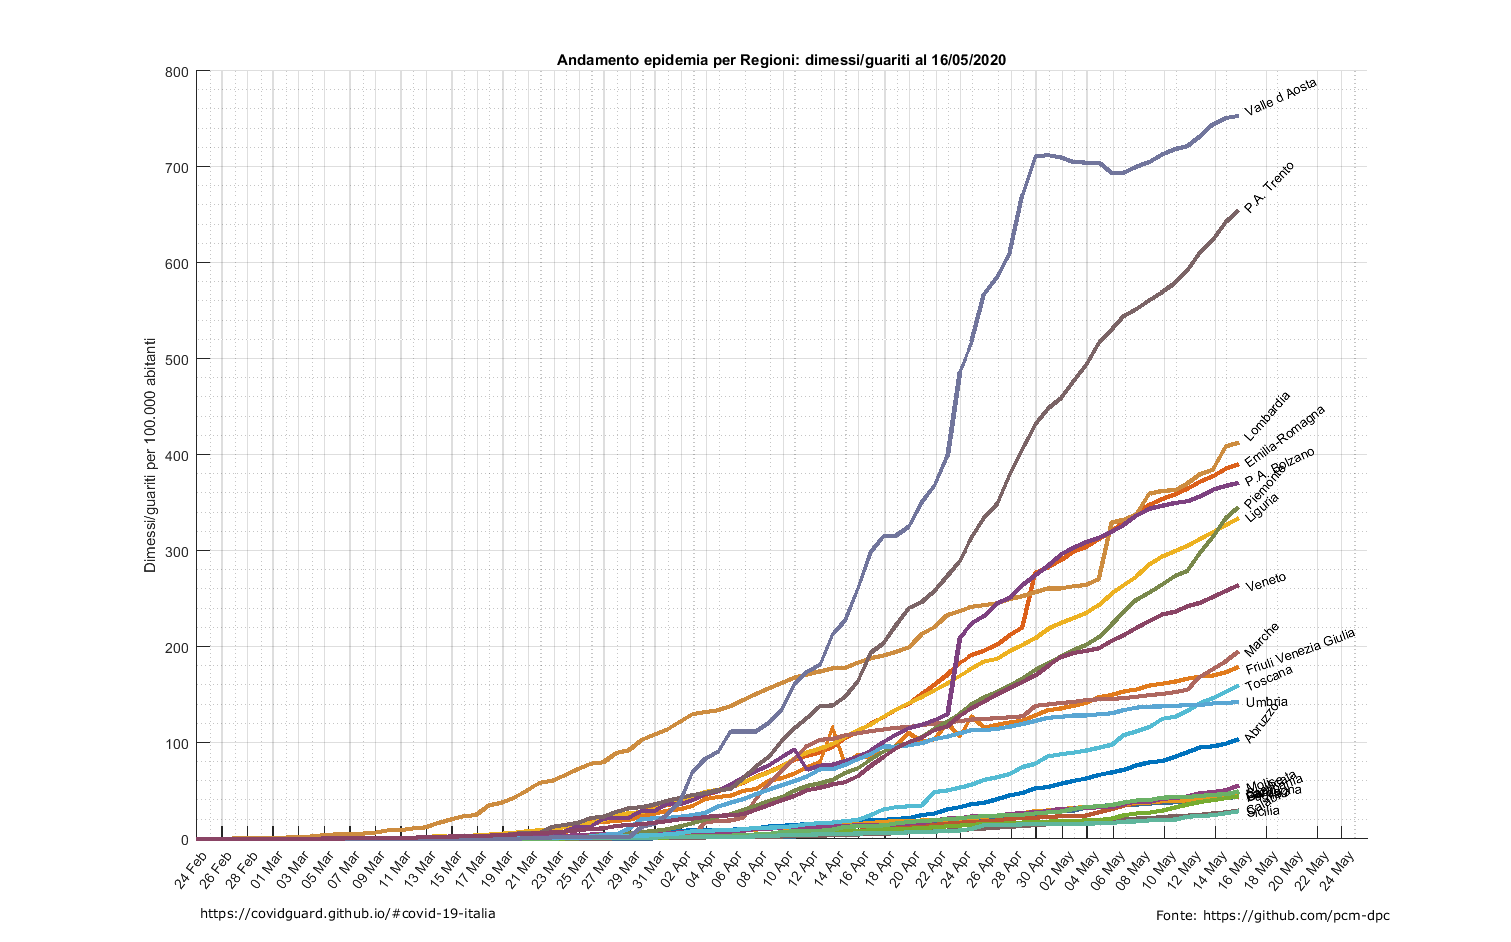 Andamento epidemia per Regioni: dimessi/guariti al 16/05/2020
Dimessi/guariti per 100.000 abitanti
800
700
600
500
400
300
200
100
0
Valle d Aosta
P.A. Trento
Lombardia
Emilia-Romagna
P.A. Bolzano
Piemonte
Liguria
Veneto
Marche
Friuli Venezia Giulia
Toscana
Umbria
Abruzzo
Molise
Sicilia
24 Feb
26 Feb
28 Feb
01 Mar
03 Mar
05 Mar
07 Mar
09 Mar
11 Mar
13 Mar
15 Mar
17 Mar
19 Mar
21 Mar
23 Mar
25 Mar
27 Mar
29 Mar
31 Mar
02 Apr
04 Apr
06 Apr
08 Apr
10 Apr
12 Apr
14 Apr
16 Apr
18 Apr
20 Apr
22 Apr
24 Apr
26 Apr
28 Apr
30 Apr
02 May
04 May
06 May
08 May
10 May
12 May
14 May
16 May
18 May
20 May
22 May
24 May
https://covidguard.github.io/#covid-19-italia
Fonte: https://github.com/pcm-dpc